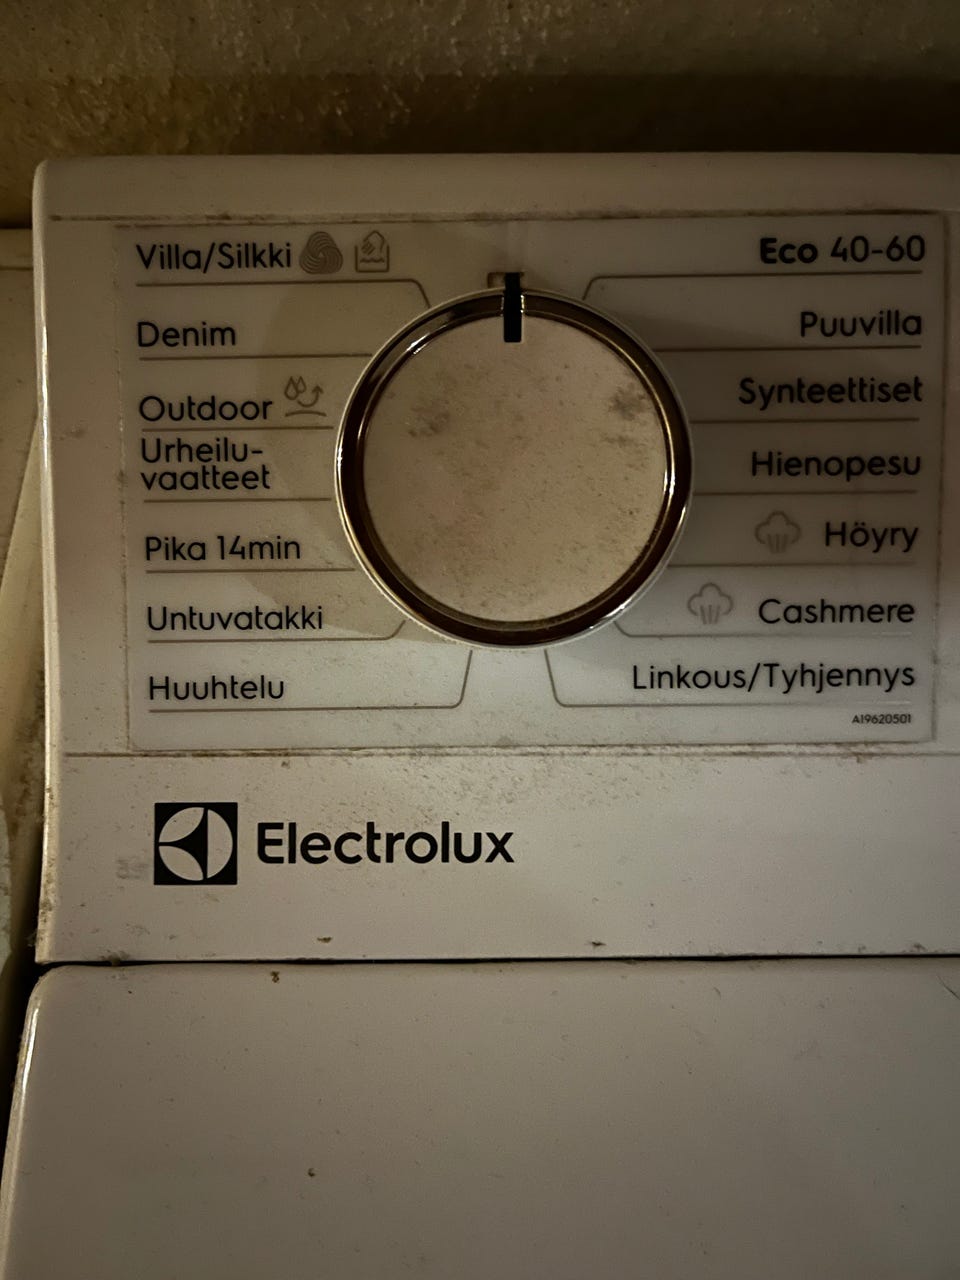 Villa/Silkki
Denim
Outdoor
Urheilu-
vaatteet
Pika 14min
Untuvatakki
Huuhtelu
Eco 40-60
Puuvilla
Synteettiset
Hienopesu
Höyry
Cashmere
Linkous/Tyhjennys
A19620501
Electrolux